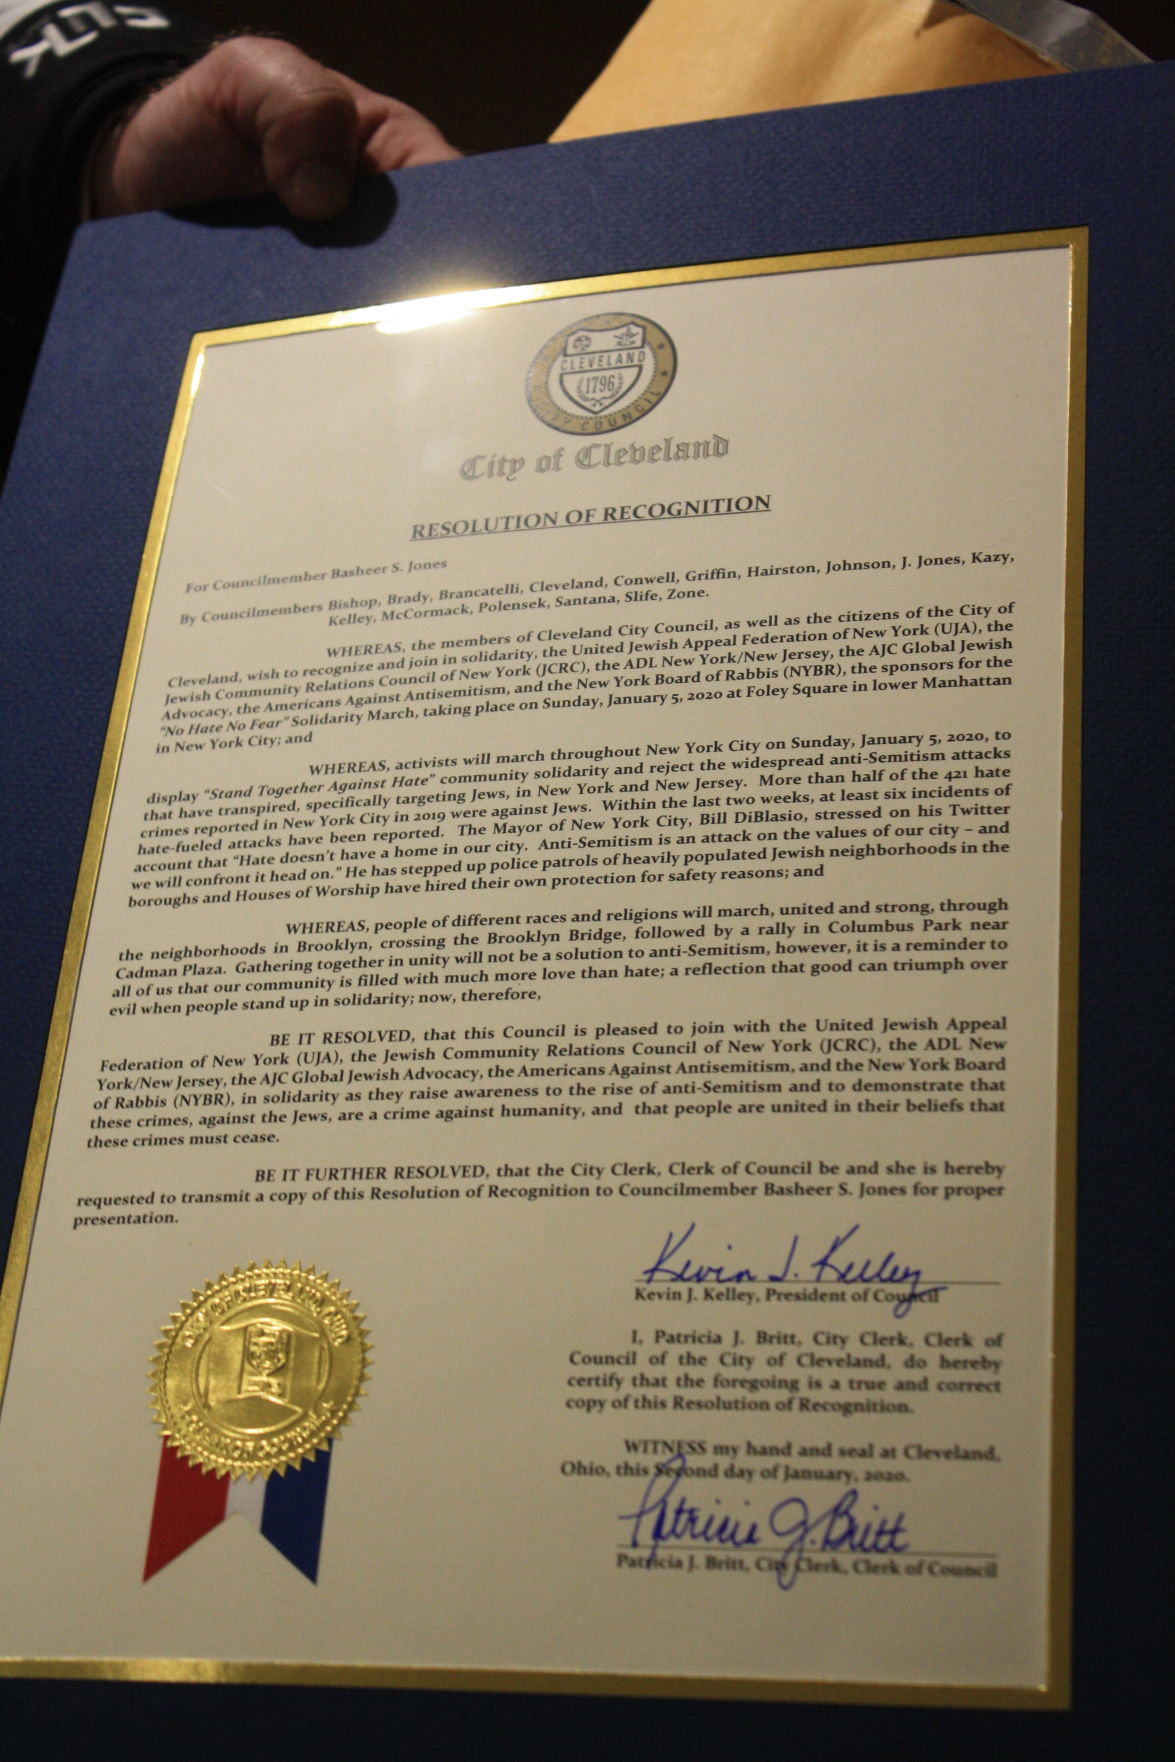 CLEVELAND
1796
CITY COUNCIL
City of Cleveland
RESOLUTION OF RECOGNITION
For Councilmember Basheer S. Jones
By Councilmembers Bishop, Brady, Brancatelli, Cleveland, Conwell, Griffin, Hairston, Johnson, J. Jones, Kazy,
Kelley, McCormack, Polensek, Santana, Slife, Zone.
WHEREAS, the members of Cleveland City Council, as well as the citizens of the City of
Cleveland, wish to recognize and join in solidarity, the United Jewish Appeal Federation of New York (UJA), the
Jewish Community Relations Council of New York (JCRC), the ADL New York/New Jersey, the AJC Global Jewish
Advocacy, the Americans Against Antisemitism, and the New York Board of Rabbis (NYBR), the sponsors for the
"No Hate No Fear" Solidarity March, taking place on Sunday, January 5, 2020 at Foley Square in lower Manhattan
in New York City; and
WHEREAS, activists will march throughout New York City on Sunday, January 5, 2020, to
display "Stand Together Against Hate" community solidarity and reject the widespread anti-Semitism attacks
that have transpired, specifically targeting Jews, in New York and New Jersey. More than half of the 421 hate
crimes reported in New York City in 2019 were against Jews. Within the last two weeks, at least six incidents of
hate-fueled attacks have been reported. The Mayor of New York City, Bill DiBlasio, stressed on his Twitter
account that "Hate doesn't have a home in our city. Anti-Semitism is an attack on the values of our city – and
we will confront it head on." He has stepped up police patrols of heavily populated Jewish neighborhoods in the
boroughs and Houses of Worship have hired their own protection for safety reasons; and
WHEREAS, people of different races and religions will march, united and strong, through
the neighborhoods in Brooklyn, crossing the Brooklyn Bridge, followed by a rally in Columbus Park near
Cadman Plaza. Gathering together in unity will not be a solution to anti-Semitism, however, it is a reminder to
all of us that our community is filled with much more love than hate; a reflection that good can triumph over
evil when people stand up in solidarity; now, therefore,
BE IT RESOLVED, that this Council is pleased to join with the United Jewish Appeal
Federation of New York (UJA), the Jewish Community Relations Council of New York (JCRC), the ADL New
York/New Jersey, the AJC Global Jewish Advocacy, the Americans Against Antisemitism, and the New York Board
of Rabbis (NYBR), in solidarity as they raise awareness to the rise of anti-Semitism and to demonstrate that
these crimes, against the Jews, are a crime against humanity, and that people are united in their beliefs that
these crimes must cease.
BE IT FURTHER RESOLVED, that the City Clerk, Clerk of Council be and she is hereby
requested to transmit a copy of this Resolution of Recognition to Councilmember Basheer S. Jones for proper
presentation.
Kevin J. Kelley
Kevin J. Kelley, President of Council
I, Patricia J. Britt, City Clerk, Clerk of
Council of the City of Cleveland, do hereby
certify that the foregoing is a true and correct
copy of this Resolution of Recognition.
WITNESS my hand and seal at Cleveland,
Ohio, this Second day of January, 2020.
Patricia J. Britt
Patricia J. Britt, City Clerk, Clerk of Council